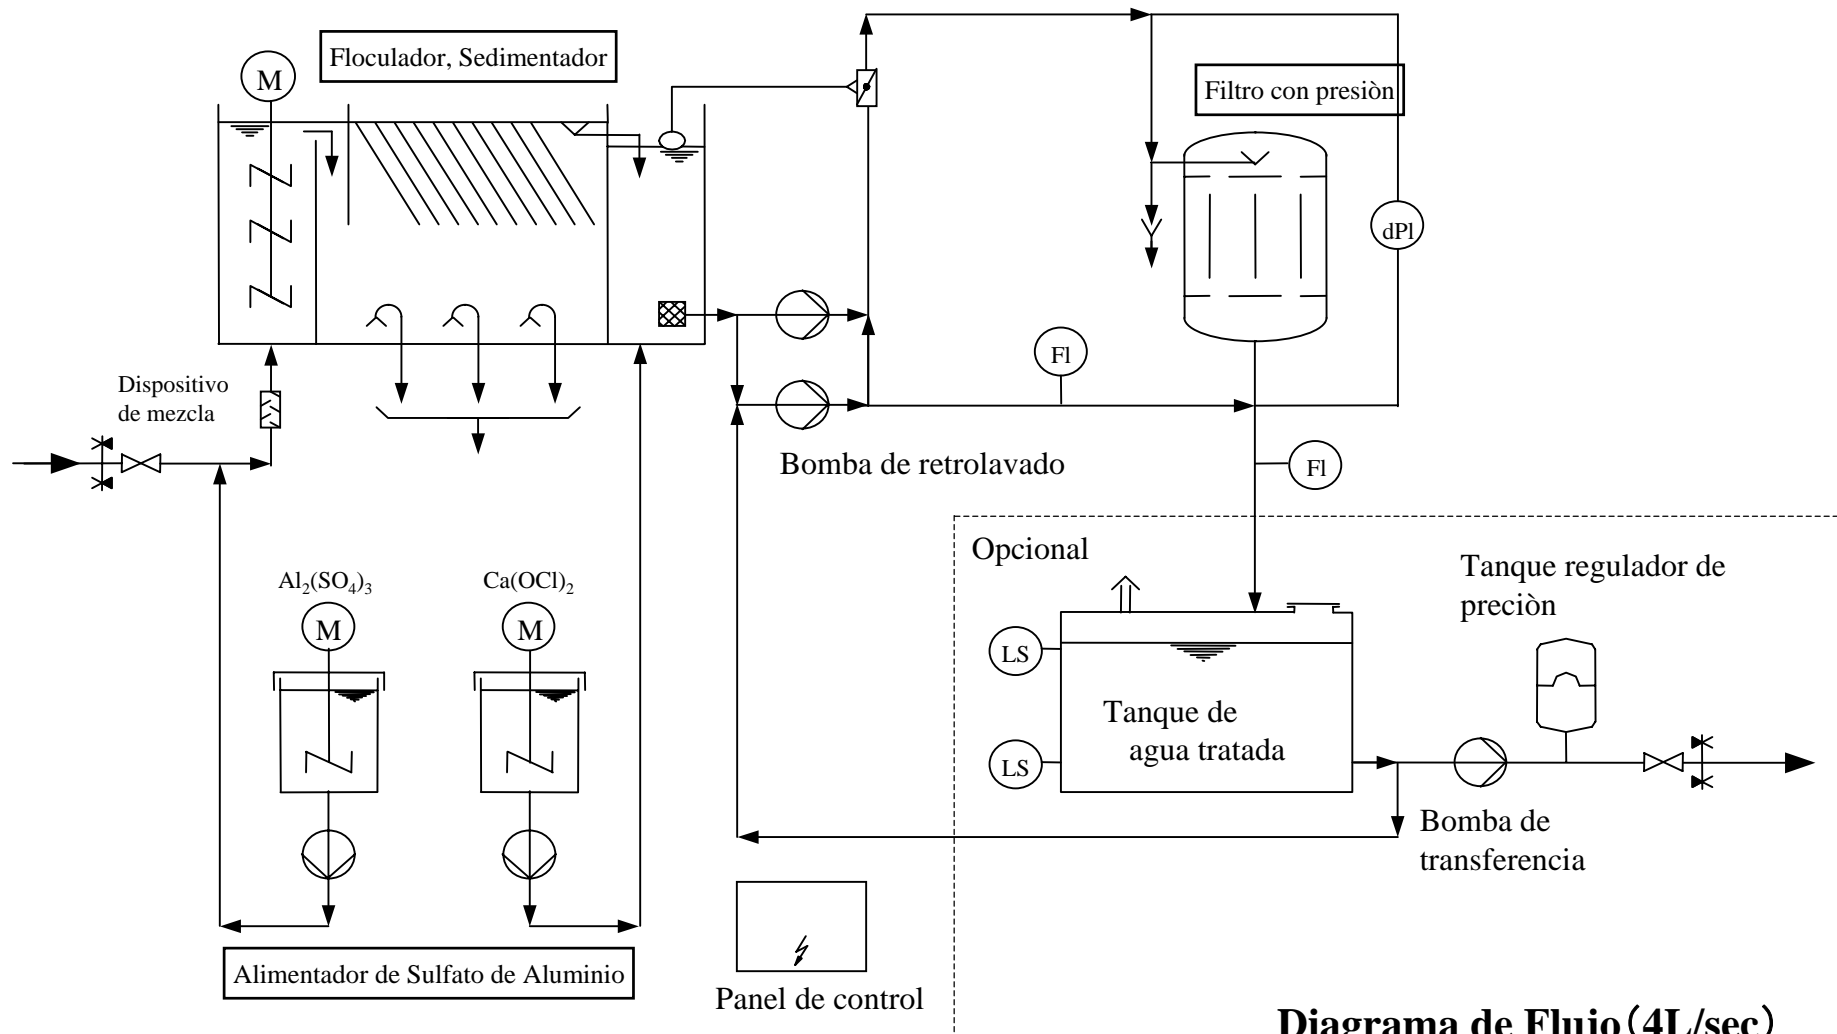 M
Floculador, Sedimentador
Filtro con presiòn
dPl
Fl
Dispositivo
de mezcla
Bomba de retrolavado
Fl
Opcional
Tanque regulador de
preciòn
Al₂(SO₄)₃
Ca(OCl)₂
M
M
LS
LS
Tanque de
agua tratada
Bomba de
transferencia
Alimentador de Sulfato de Aluminio
Panel de control
Diagrama de Flujo(4L/sec)